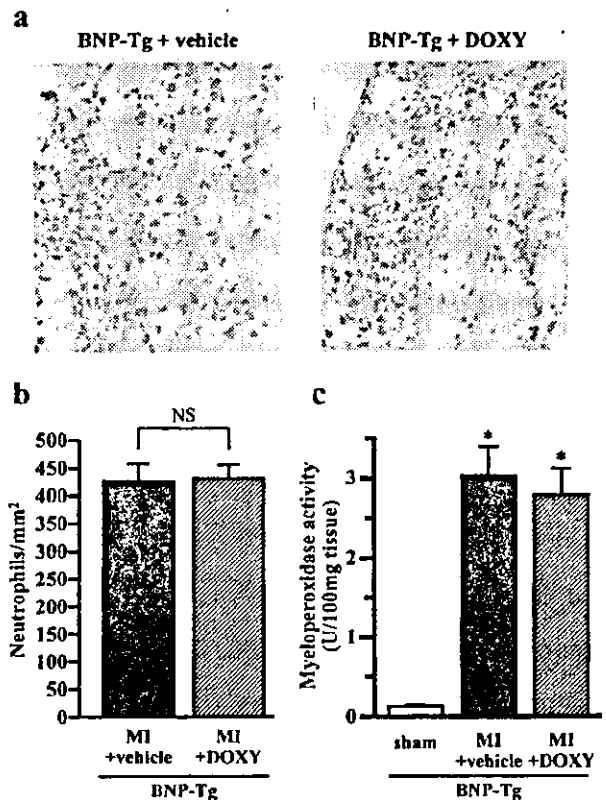 a
BNP-Tg + vehicle
BNP-Tg + DOXY
b
NS
Neutrophils/mm²
500
450
400
350
300
250
200
150
100
50
0
MI
+vehicle
MI
+DOXY
BNP-Tg
c
Myeloperoxidase activity
(U/100mg tissue)
3
2
1
0
*
*
sham
MI
+vehicle
MI
+DOXY
BNP-Tg